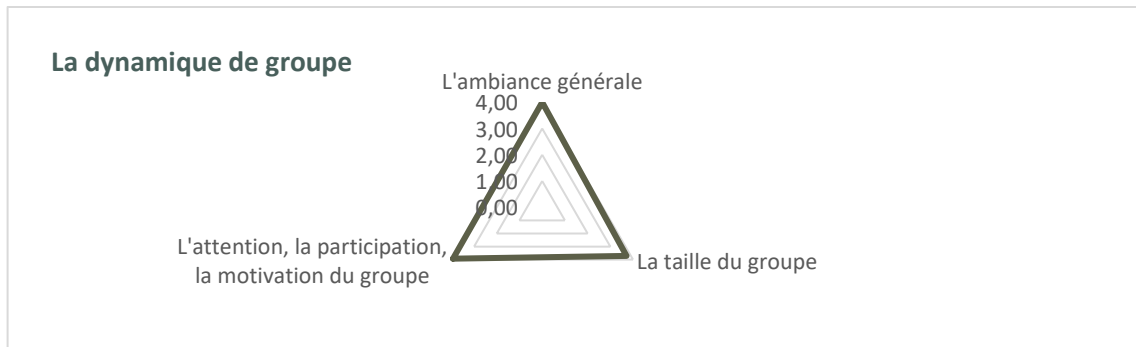 La dynamique de groupe
L'ambiance générale
4,00
3,00
2,00
1,00
0,00
L'attention, la participation,
la motivation du groupe
La taille du groupe